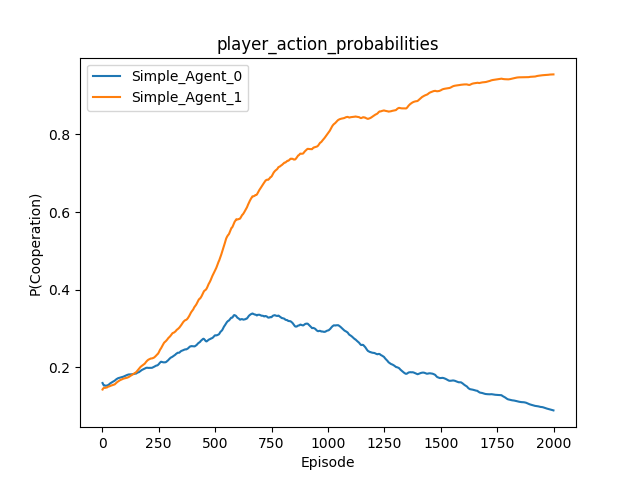 player_action_probabilities
Simple_Agent_0
Simple_Agent_1
P(Cooperation)
0.8
0.6
0.4
0.2
0 250 500 750 1000 1250 1500 1750 2000
Episode